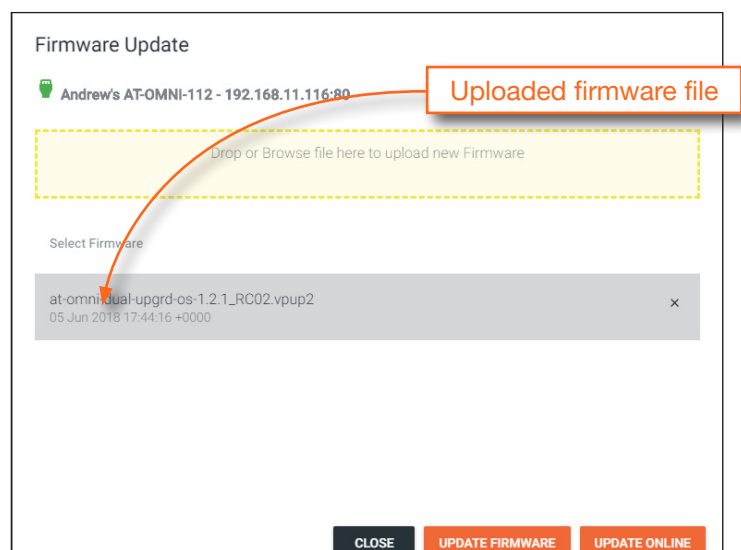 Firmware Update
Andrew's AT-OMNI-112 - 192.168.11.116:80
Uploaded firmware file
Drop or Browse file here to upload new Firmware
Select Firmware
at-omni-dual-upgrd-os-1.2.1_RC02.vpup2
05 Jun 2018 17:44:16 +0000
×
CLOSE UPDATE FIRMWARE UPDATE ONLINE